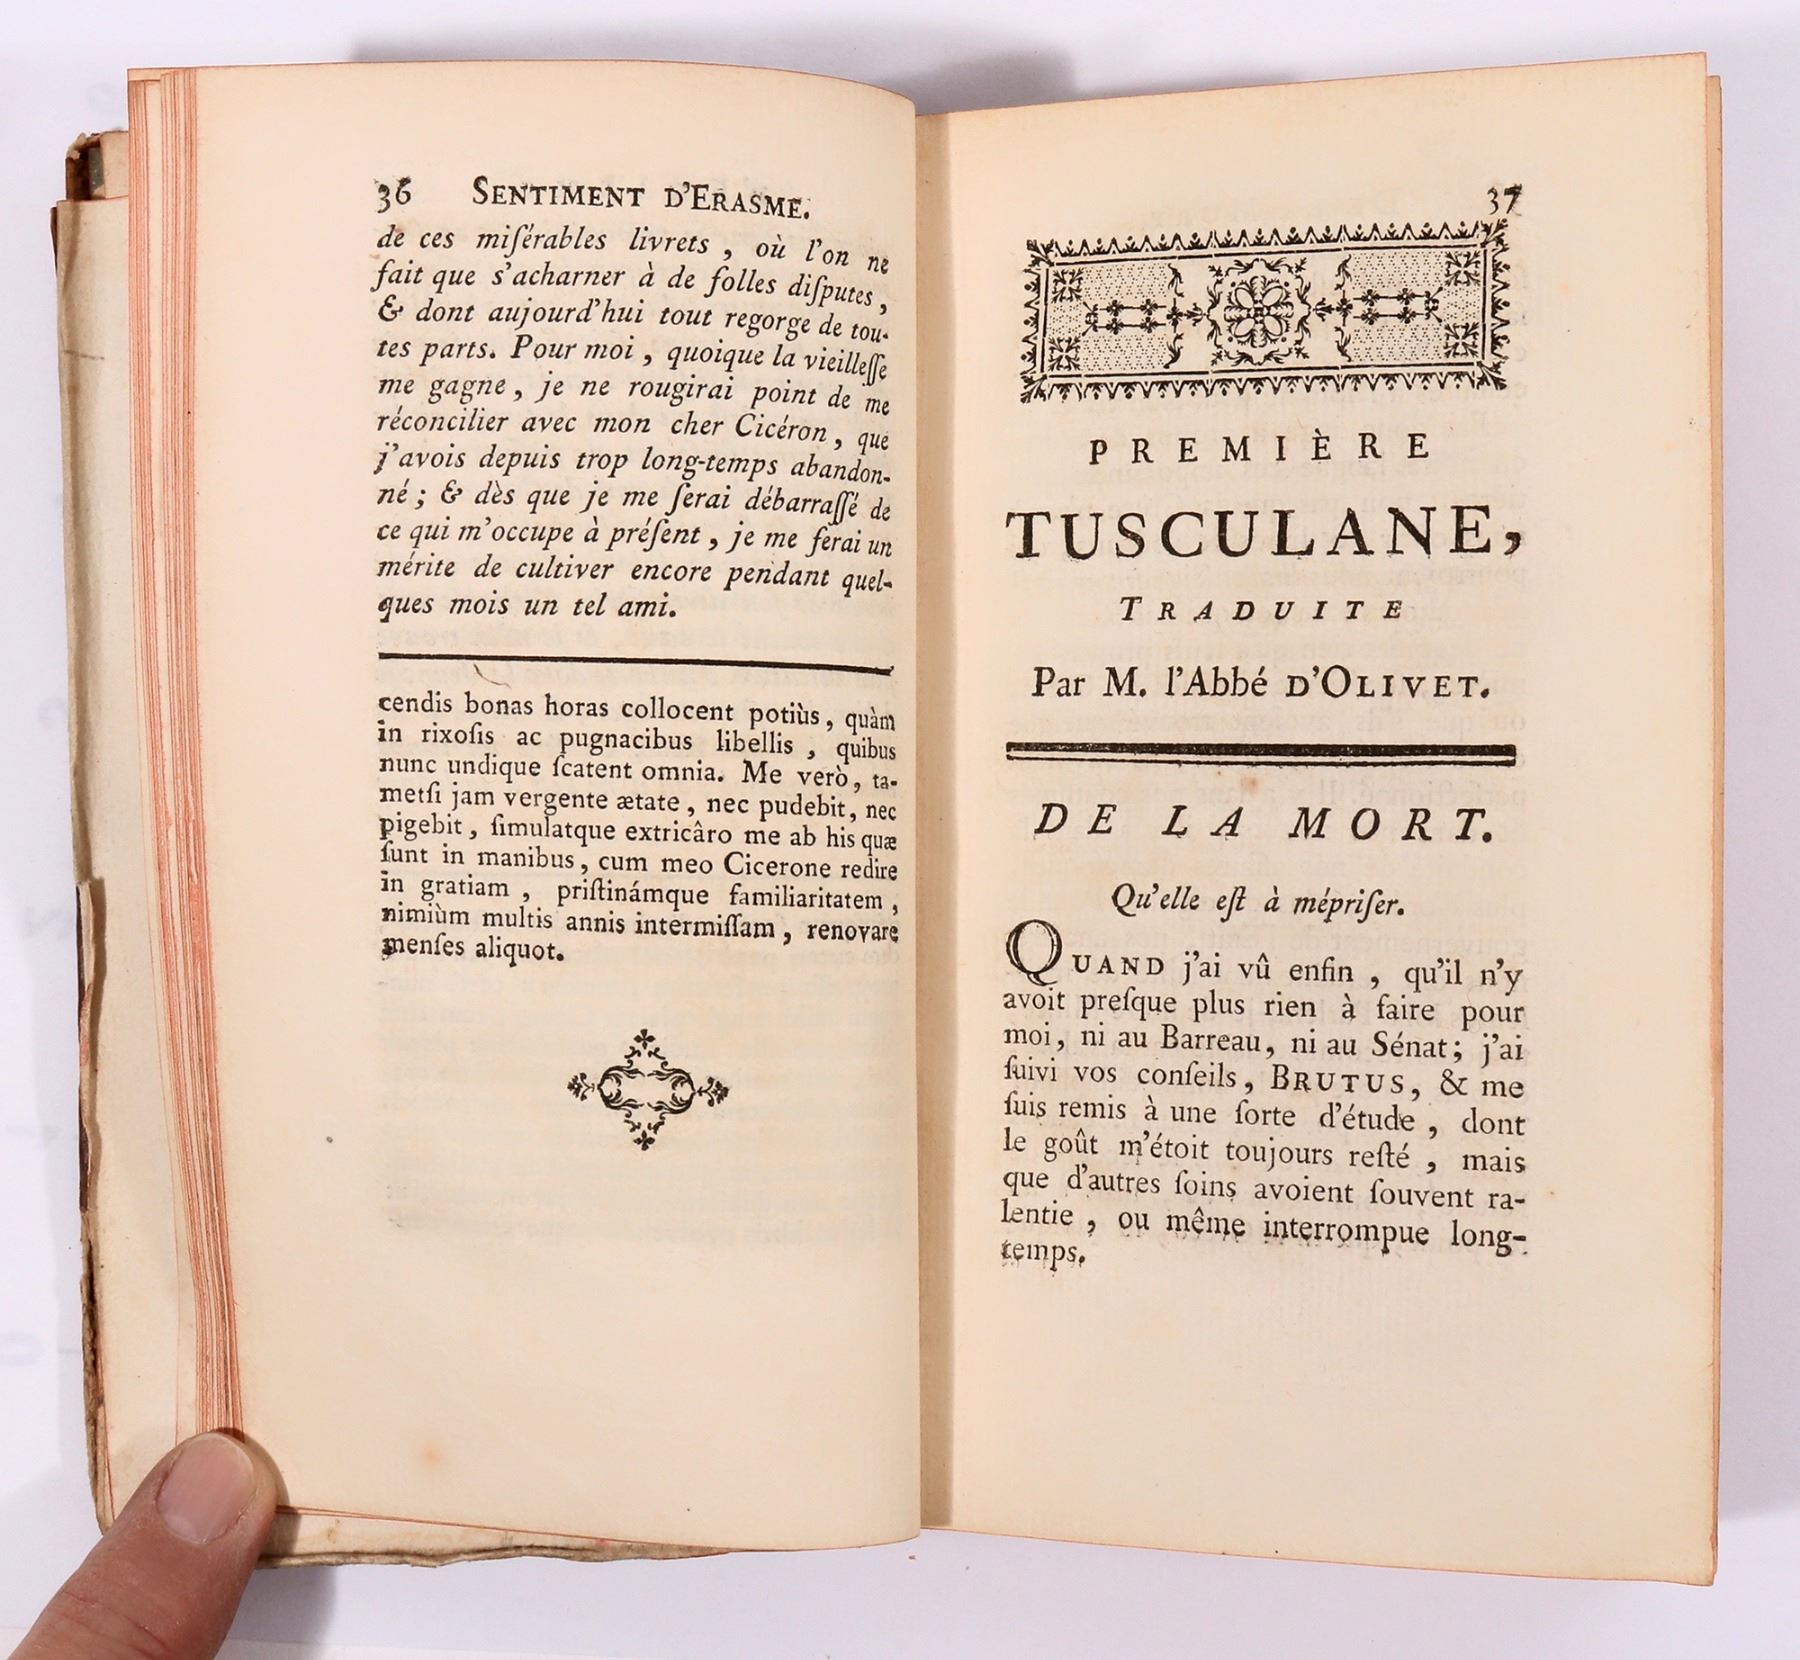 36 SENTIMENT D'ERASME.
de ces miſérables livrets , où l'on ne
fait que s'acharner à de folles diſputes ,
& dont aujourd'hui tout regorge de tou-
tes parts. Pour moi , quoique la vieilleſſe
me gagne , je ne rougirai point de me
réconcilier avec mon cher Cicéron , que
j'avois depuis trop long-temps abandon-
né ; & dès que je me ſerai débarraſſé de
ce qui m'occupe à préſent , je me ferai un
mérite de cultiver encore pendant quel-
ques mois un tel ami.
cendis bonas horas collocent potiùs , quàm
in rixoſis ac pugnacibus libellis , quibus
nunc undique ſcatent omnia. Me verò , ta-
metſi jam vergente ætate , nec pudebit , nec
pigebit , ſimulatque extricâro me ab his quæ
ſunt in manibus , cum meo Cicerone redire
in gratiam , priſtinámque familiaritatem ,
nimiùm multis annis intermiſſam , renovare
menſes aliquot.
37
PREMIÈRE
TUSCULANE,
TRADUITE
Par M. l'Abbé D'OLIVET.
DE LA MORT.
Qu'elle eſt à mépriſer.
QUAND j'ai vû enfin , qu'il n'y
avoit preſque plus rien à faire pour
moi , ni au Barreau , ni au Sénat ; j'ai
ſuivi vos conſeils , BRUTUS , & me
ſuis remis à une ſorte d'étude , dont
le goût m'étoit toujours reſté , mais
que d'autres ſoins avoient ſouvent ra-
lentie , ou même interrompue long-
temps.